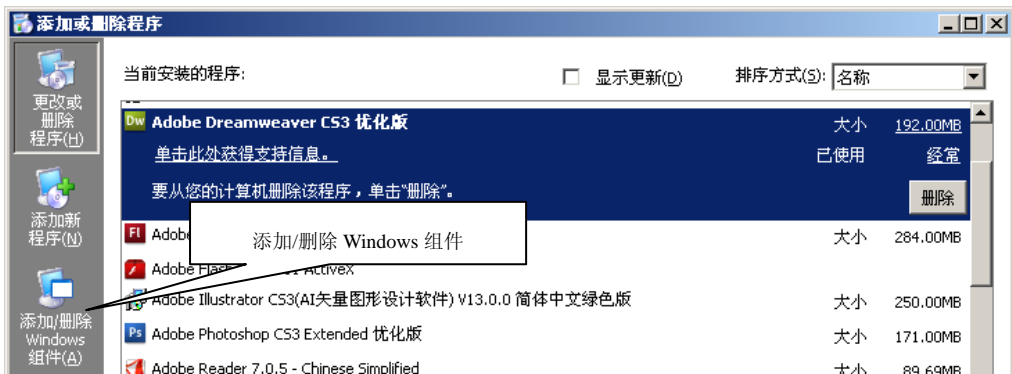 添加或删除程序
更改或
删除
程序(H)
添加新
程序(N)
添加/删除
Windows
组件(A)
当前安装的程序:
显示更新(D)
排序方式(S): 名称
Adobe Dreamweaver CS3 优化版 大小 192.00MB
单击此处获得支持信息。 已使用 经常
要从您的计算机删除该程序，单击"删除"。 删除
添加/删除 Windows 组件
Adobe 大小 284.00MB
Adobe Flash ActiveX
Adobe Illustrator CS3(AI矢量图形设计软件) V13.0.0 简体中文绿色版 大小 250.00MB
Adobe Photoshop CS3 Extended 优化版 大小 171.00MB
Adobe Reader 7.0.5 - Chinese Simplified 大小 89.69MB